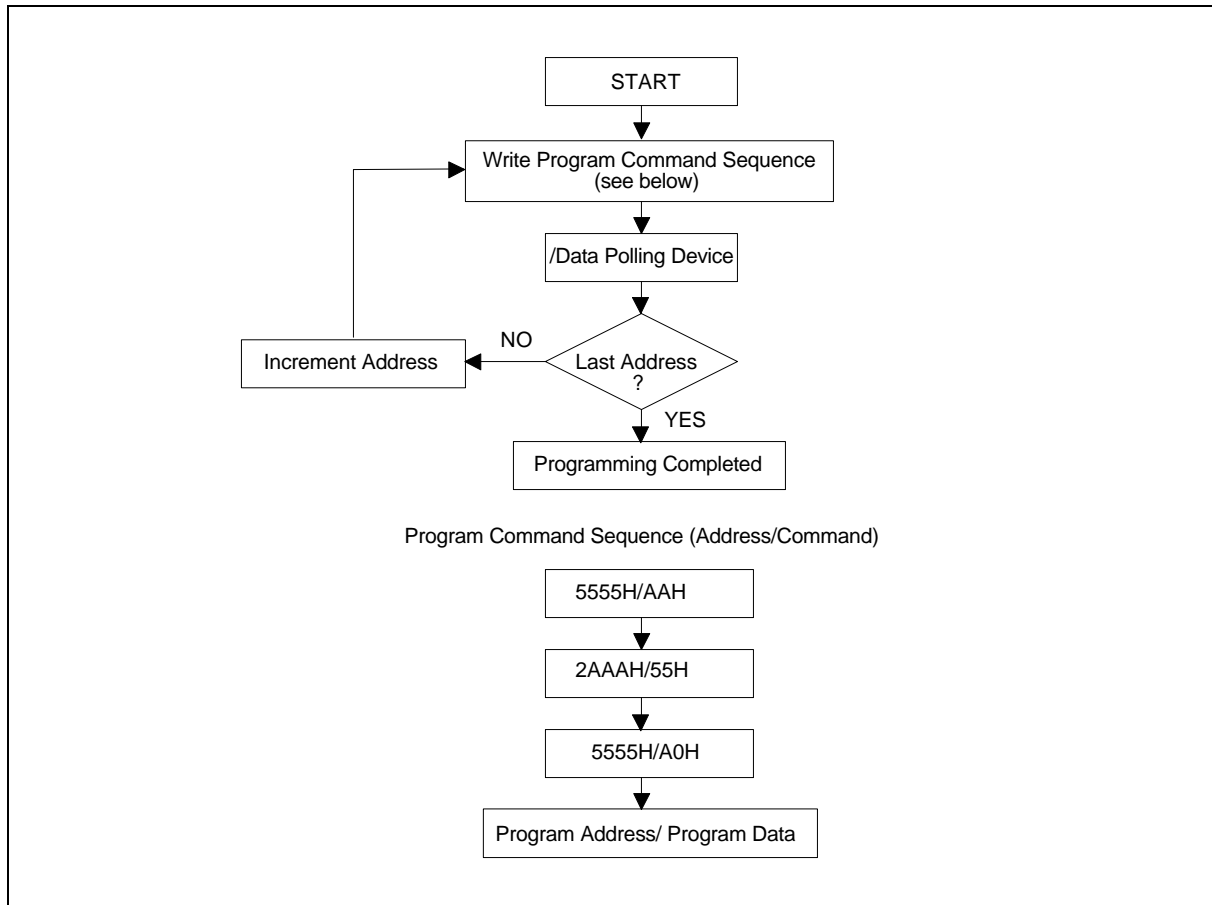 START
Write Program Command Sequence
(see below)
/Data Polling Device
NO
Increment Address
Last Address
?
YES
Programming Completed
Program Command Sequence (Address/Command)
5555H/AAH
2AAAH/55H
5555H/A0H
Program Address/ Program Data